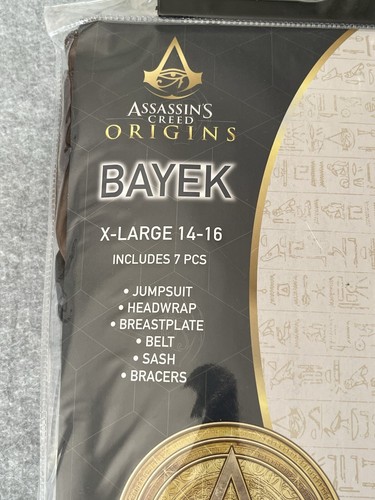 ASSASSIN'S
CREED
ORIGINS
BAYEK
X-LARGE 14-16
INCLUDES 7 PCS
• JUMPSUIT
• HEADWRAP
• BREASTPLATE
• BELT
• SASH
• BRACERS